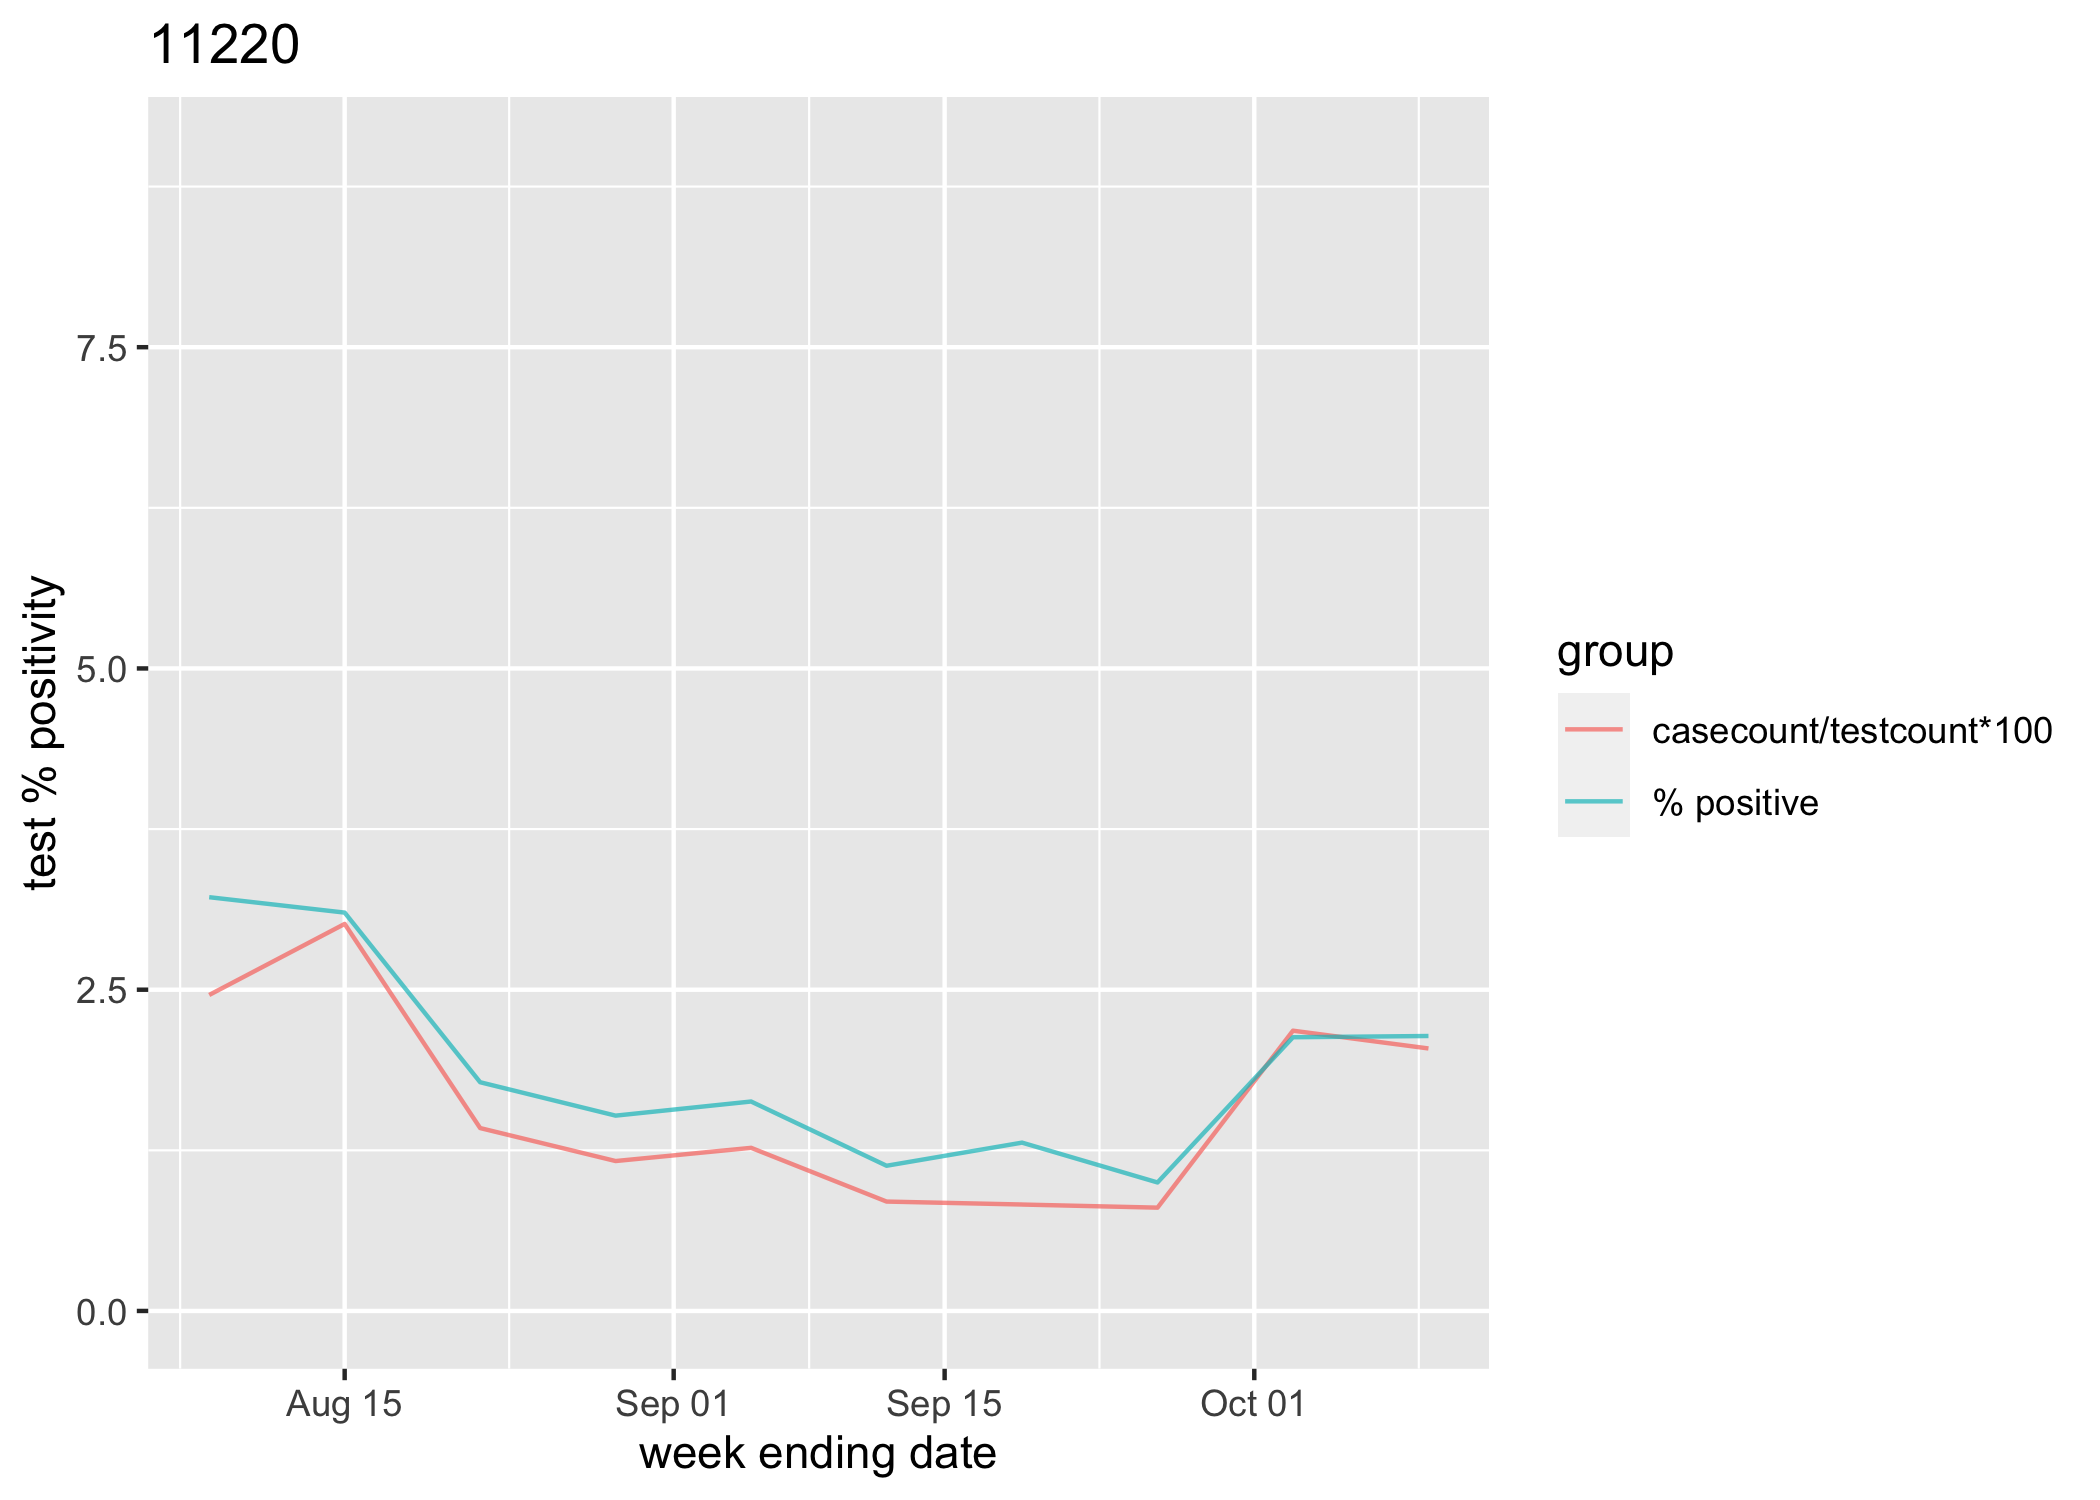 11220
test % positivity
7.5
5.0
2.5
0.0
Aug 15
Sep 01
Sep 15
Oct 01
week ending date
group
casecount/testcount*100
% positive